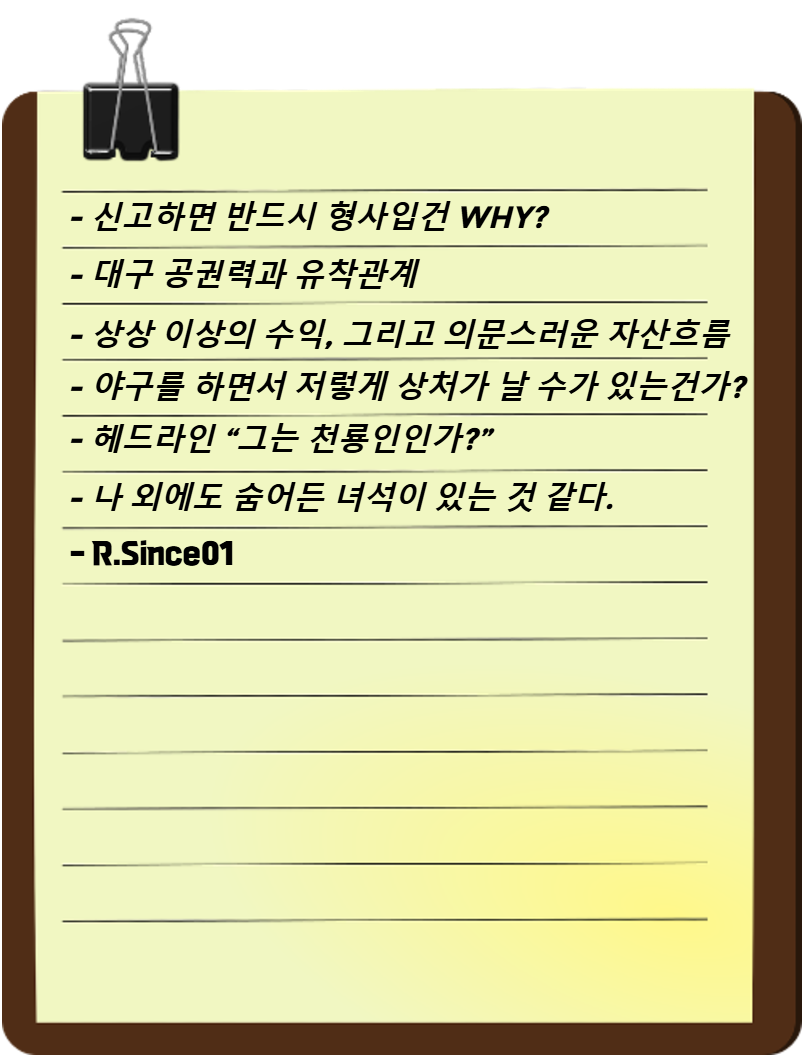 - 신고하면 반드시 형사입건 WHY?
- 대구 공권력과 유착관계
- 상상 이상의 수익, 그리고 의문스러운 자산흐름
- 야구를 하면서 저렇게 상처가 날 수가 있는건가?
- 헤드라인 “그는 천룡인인가?”
- 나 외에도 숨어든 녀석이 있는 것 같다.
- R.Since01